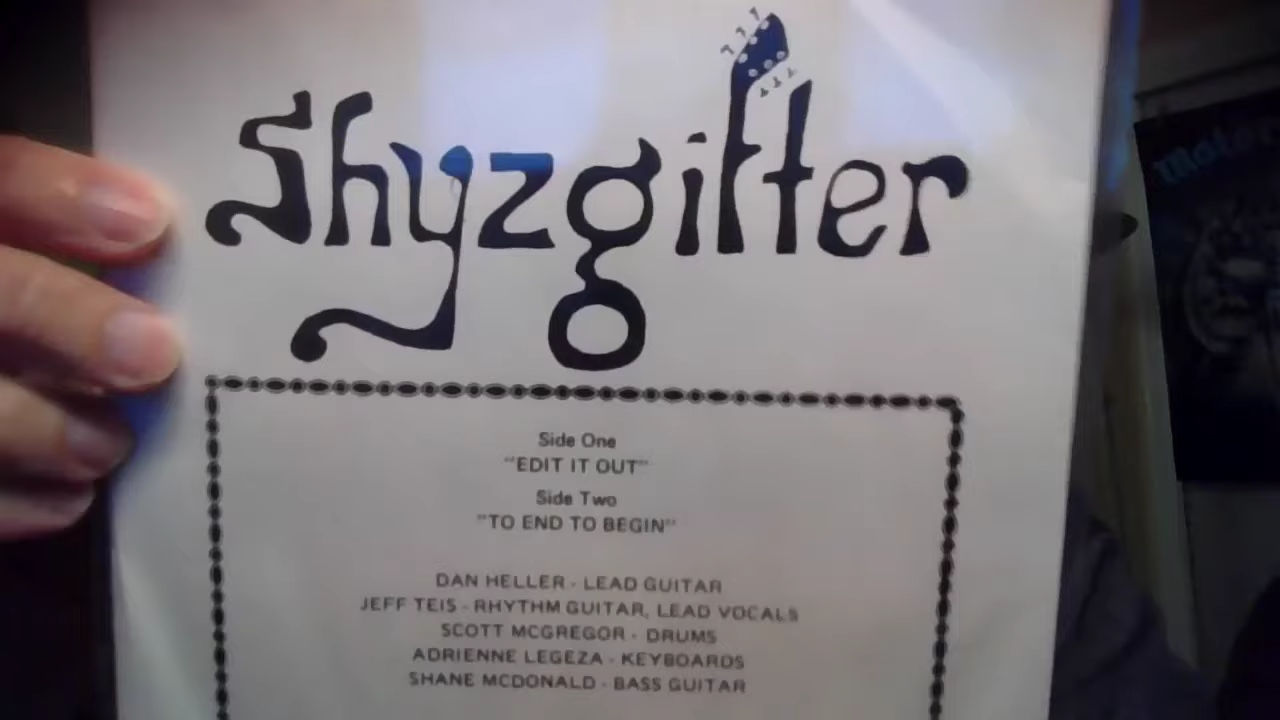 Shyzgifter
Side One
"EDIT IT OUT"
Side Two
"TO END TO BEGIN"
DAN HELLER - LEAD GUITAR
JEFF TEIS - RHYTHM GUITAR, LEAD VOCALS
SCOTT MCGREGOR - DRUMS
ADRIENNE LEGEZA - KEYBOARDS
SHANE MCDONALD - BASS GUITAR